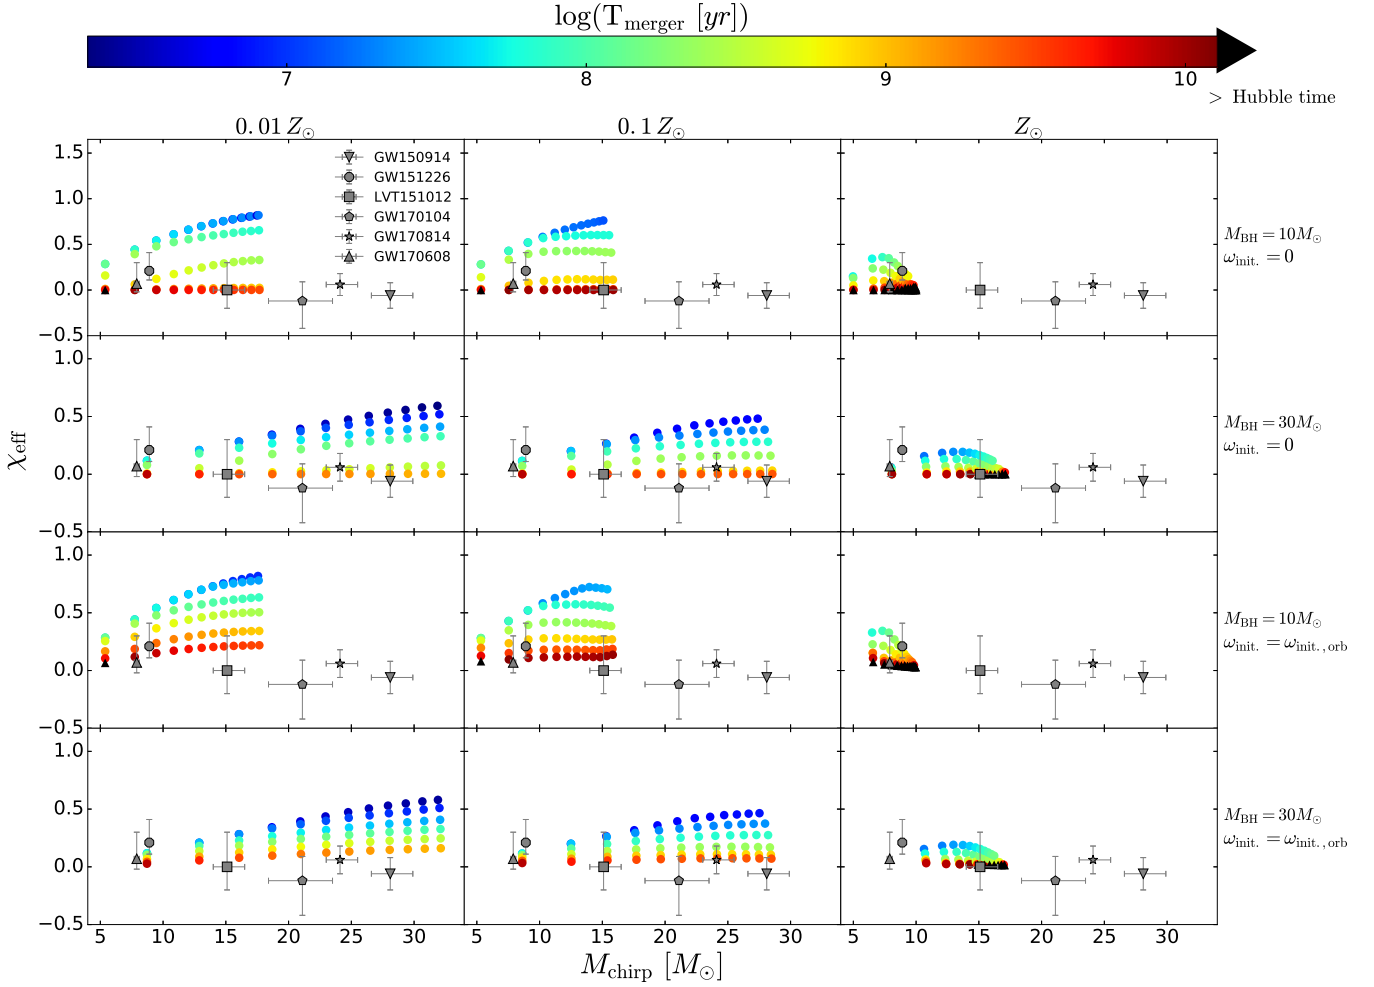 log(T_merger [yr])
7 8 9 10
> Hubble time
0.01 Z⊙ 0.1 Z⊙ Z⊙
GW150914
GW151226
LVT151012
GW170104
GW170814
GW170608
1.5
1.0
0.5
0.0
−0.5
M_BH = 10M⊙
ω_init. = 0
1.0
0.5
0.0
−0.5
M_BH = 30M⊙
ω_init. = 0
χ_eff
1.0
0.5
0.0
−0.5
M_BH = 10M⊙
ω_init. = ω_init.,orb
1.0
0.5
0.0
−0.5
M_BH = 30M⊙
ω_init. = ω_init.,orb
5 10 15 20 25 30 5 10 15 20 25 30 5 10 15 20 25 30
M_chirp [M⊙]